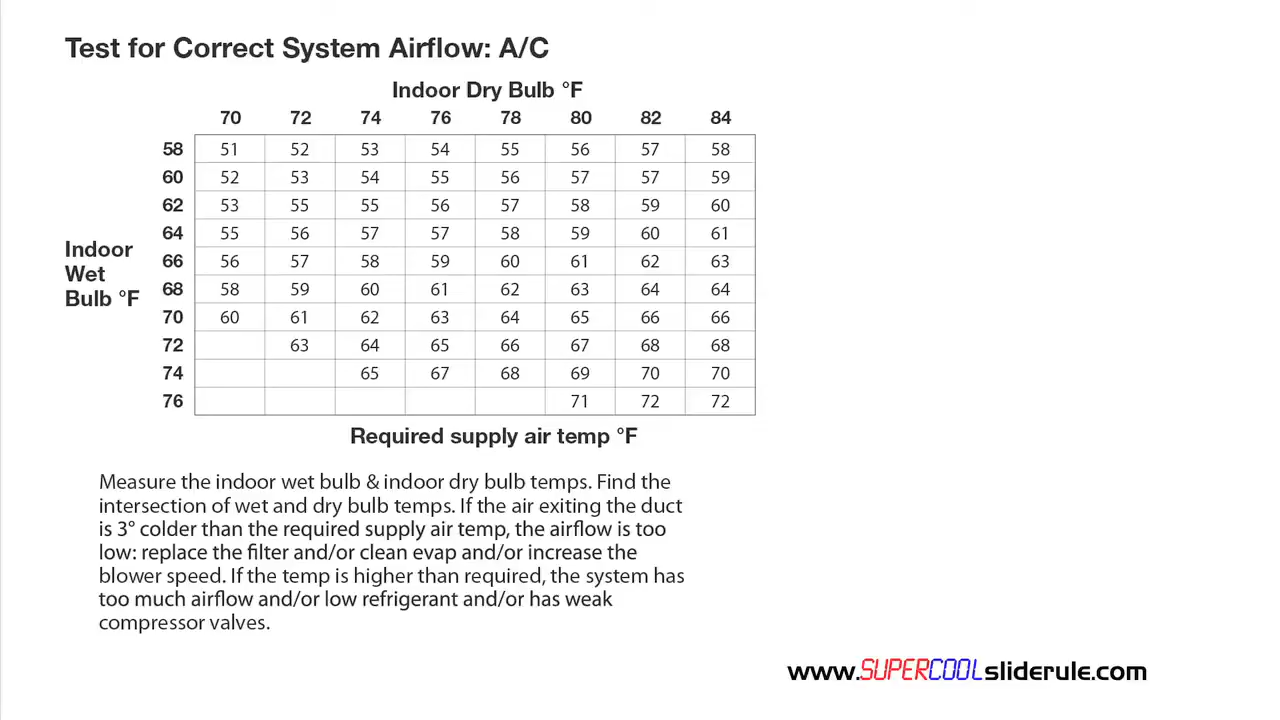 Test for Correct System Airflow: A/C
Indoor Dry Bulb °F
70 72 74 76 78 80 82 84
58 51 52 53 54 55 56 57 58
60 52 53 54 55 56 57 57 59
62 53 55 55 56 57 58 59 60
64 55 56 57 57 58 59 60 61
Indoor
Wet
Bulb °F
66 56 57 58 59 60 61 62 63
68 58 59 60 61 62 63 64 64
70 60 61 62 63 64 65 66 66
72 63 64 65 66 67 68 68
74 65 67 68 69 70 70
76 71 72 72
Required supply air temp °F
Measure the indoor wet bulb & indoor dry bulb temps. Find the
intersection of wet and dry bulb temps. If the air exiting the duct
is 3° colder than the required supply air temp, the airflow is too
low: replace the filter and/or clean evap and/or increase the
blower speed. If the temp is higher than required, the system has
too much airflow and/or low refrigerant and/or has weak
compressor valves.
www.SUPERCOOLsliderule.com